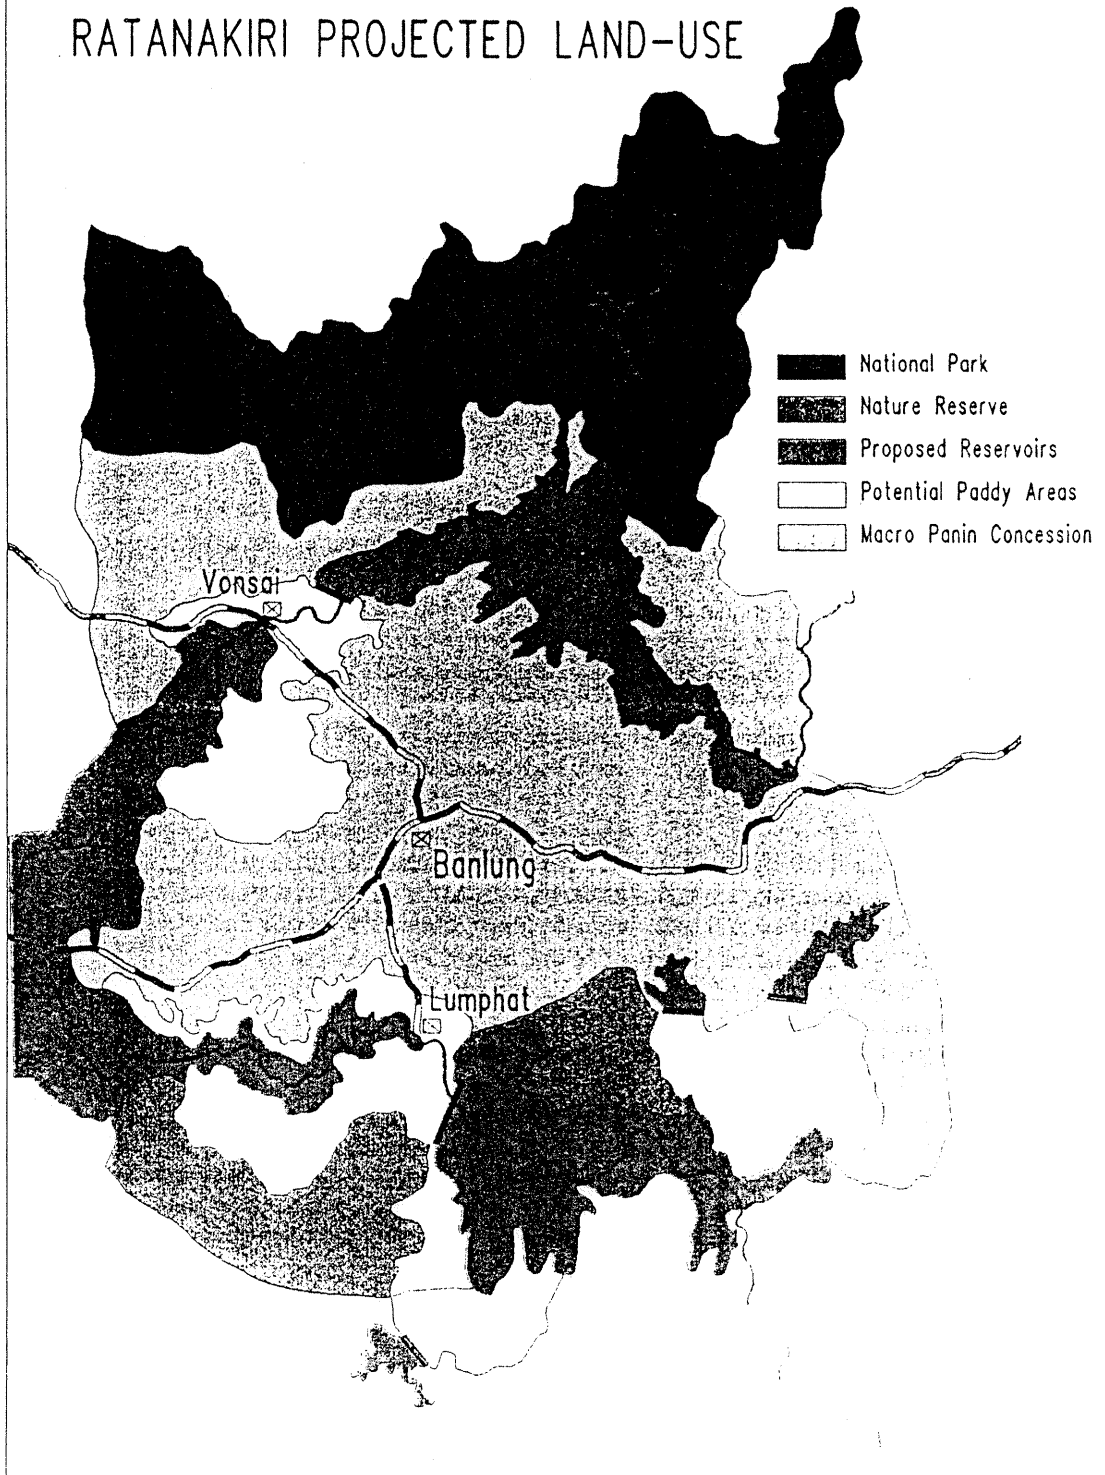 RATANAKIRI PROJECTED LAND-USE
National Park
Nature Reserve
Proposed Reservoirs
Potential Paddy Areas
Macro Panin Concession
Vonsai
Banlung
Lumphat